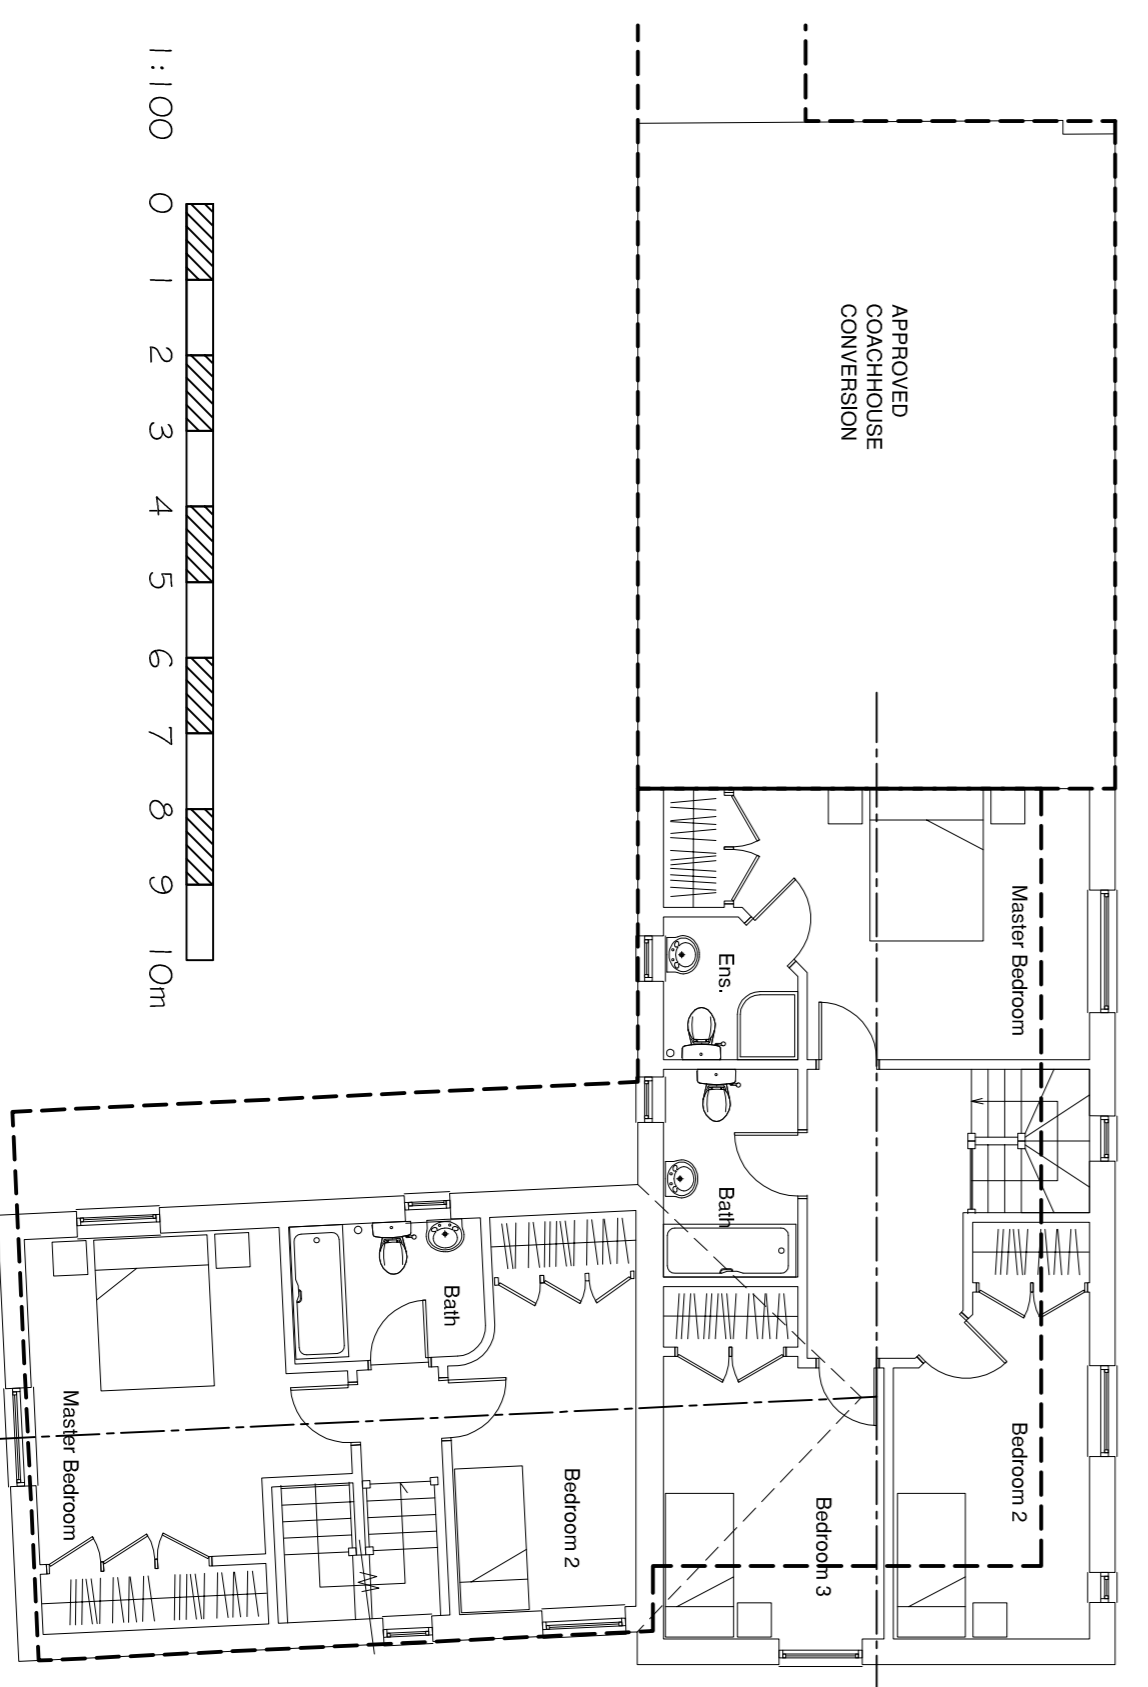 APPROVED
COACHHOUSE
CONVERSION
Master Bedroom
Ens.
Bath
Bedroom 2
Bedroom 3
Bath
Bedroom 2
Master Bedroom
1:100 0 1 2 3 4 5 6 7 8 9 10m